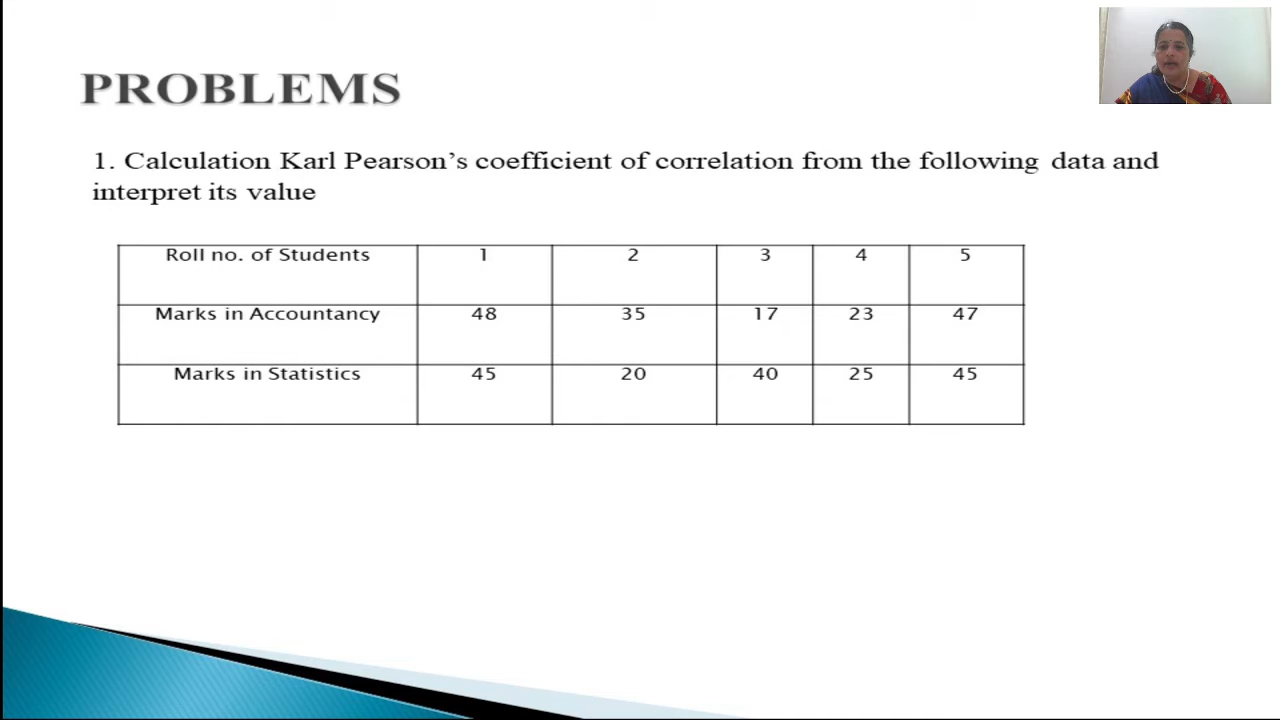 PROBLEMS
1. Calculation Karl Pearson's coefficient of correlation from the following data and
interpret its value
Roll no. of Students 1 2 3 4 5
Marks in Accountancy 48 35 17 23 47
Marks in Statistics 45 20 40 25 45